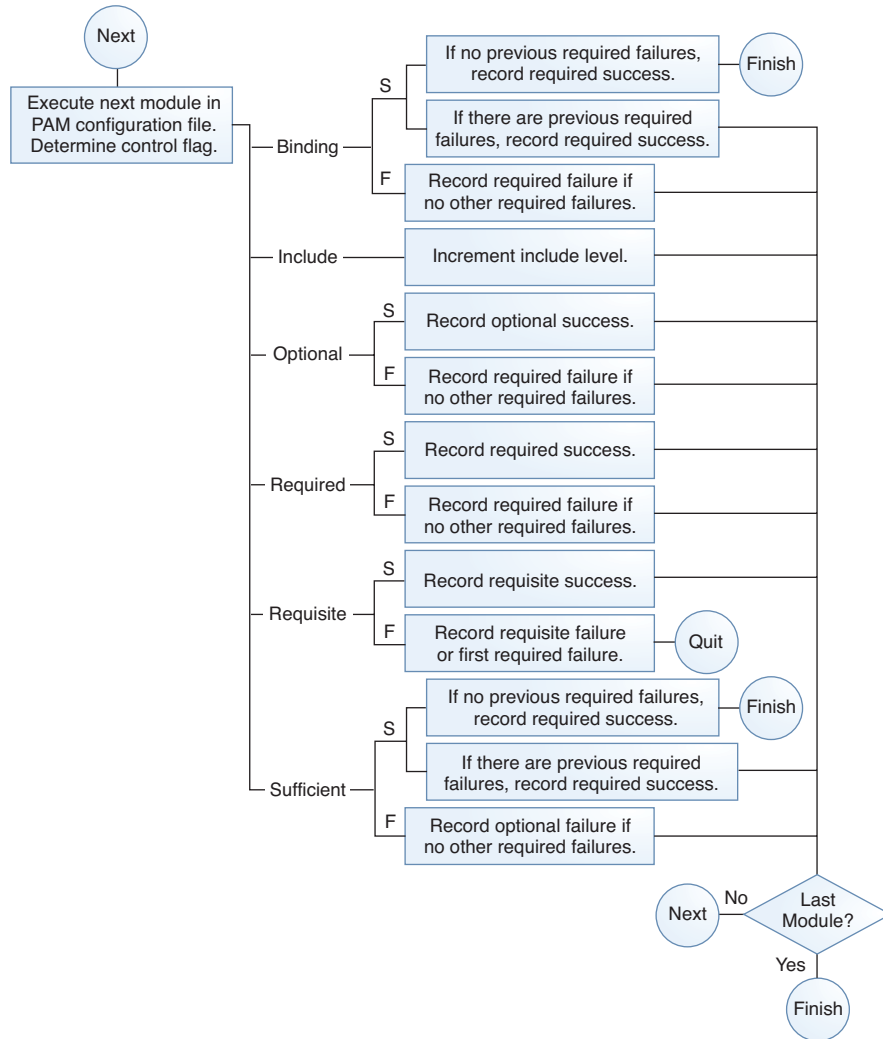 Next
Execute next module in
PAM configuration file.
Determine control flag.
Binding
S
If no previous required failures,
record required success.
Finish
If there are previous required
failures, record required success.
F
Record required failure if
no other required failures.
Include
Increment include level.
Optional
S
Record optional success.
F
Record required failure if
no other required failures.
Required
S
Record required success.
F
Record required failure if
no other required failures.
Requisite
S
Record requisite success.
F
Record requisite failure
or first required failure.
Quit
Sufficient
S
If no previous required failures,
record required success.
Finish
If there are previous required
failures, record required success.
F
Record optional failure if
no other required failures.
Last
Module?
No
Next
Yes
Finish